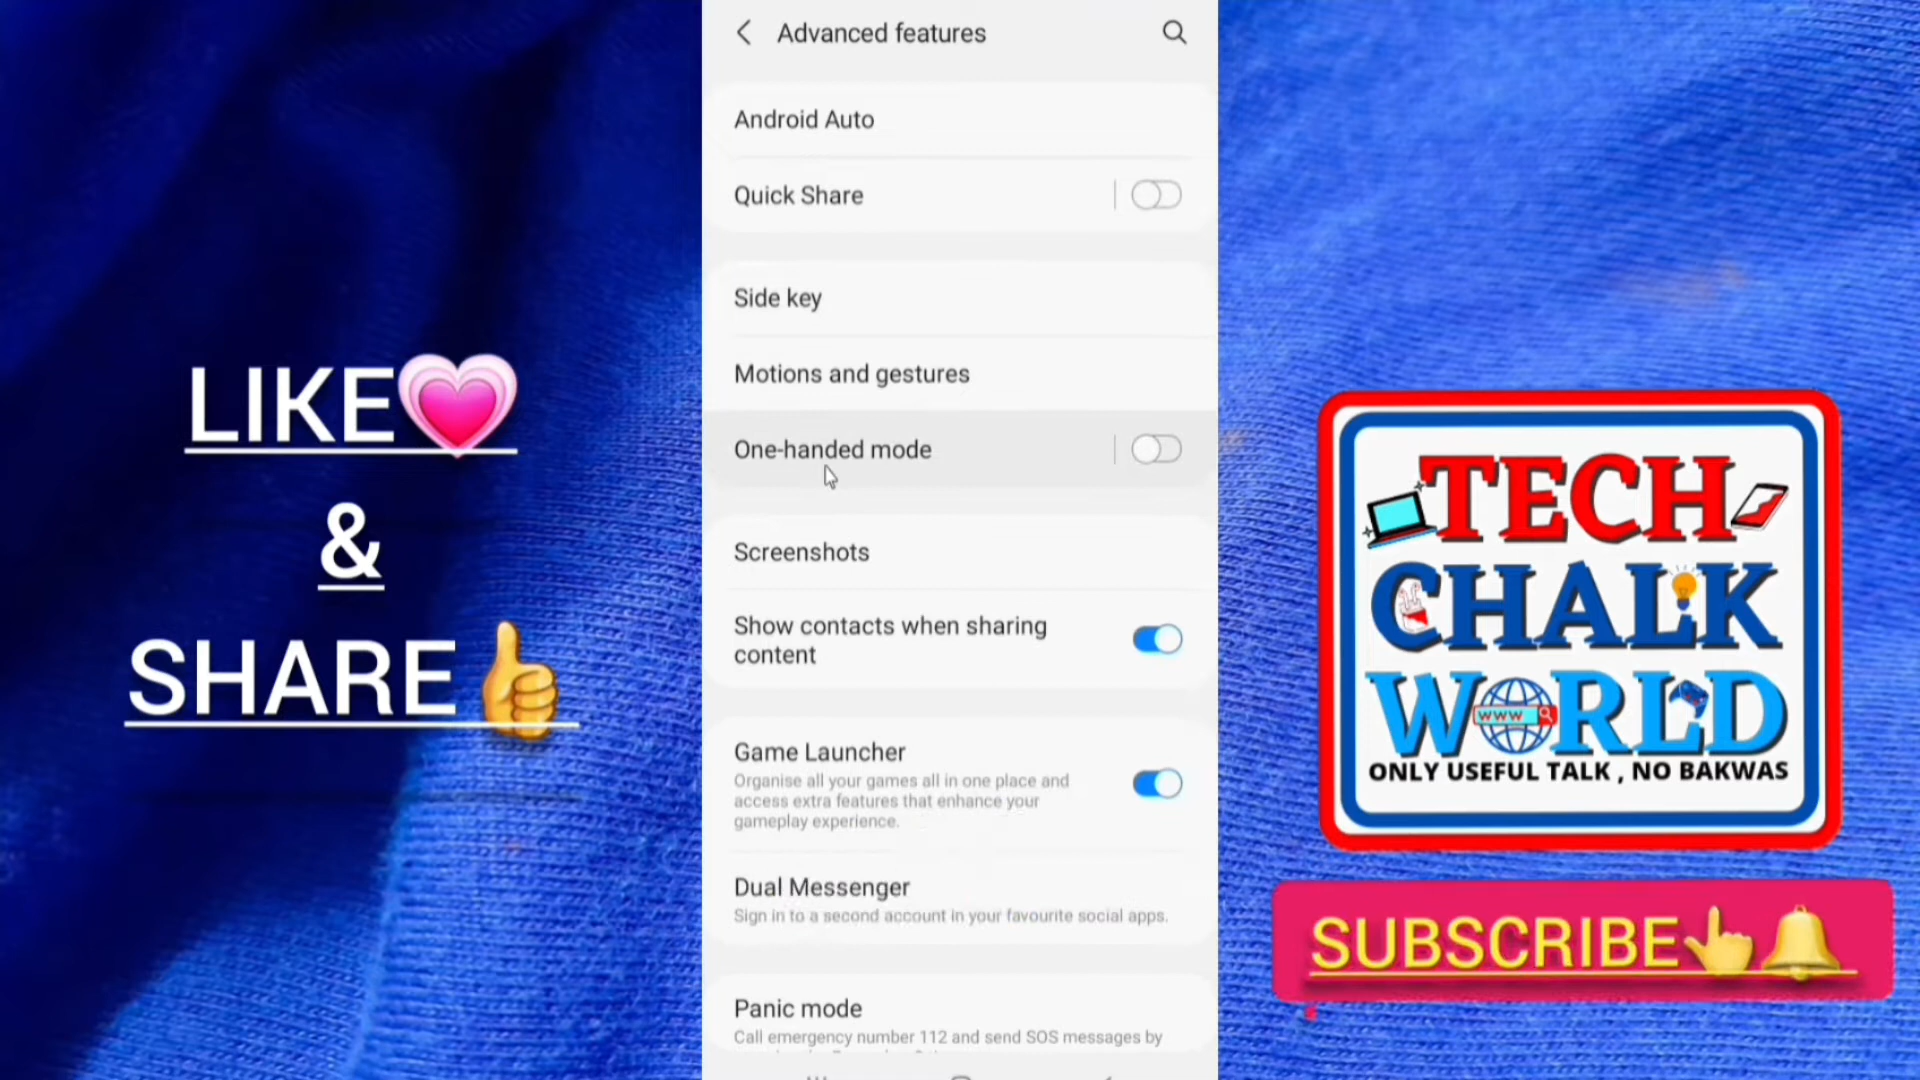 LIKE
&
SHARE
Advanced features
Android Auto
Quick Share
Side key
Motions and gestures
One-handed mode
Screenshots
Show contacts when sharing
content
Game Launcher
Organise all your games all in one place and
access extra features that enhance your
gameplay experience.
Dual Messenger
Sign in to a second account in your favourite social apps.
Panic mode
Call emergency number 112 and send SOS messages by
TECH
CHALK
WORLD
www
ONLY USEFUL TALK , NO BAKWAS
SUBSCRIBE